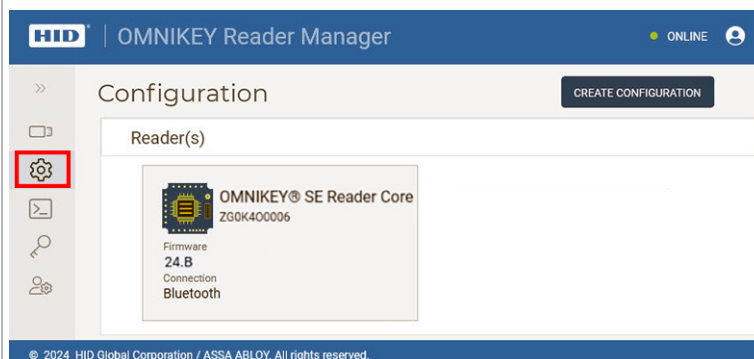 HID® OMNIKEY Reader Manager ONLINE
Configuration CREATE CONFIGURATION
Reader(s)
OMNIKEY® SE Reader Core
ZG0K4O0006
Firmware
24.B
Connection
Bluetooth
© 2024 HID Global Corporation / ASSA ABLOY. All rights reserved.